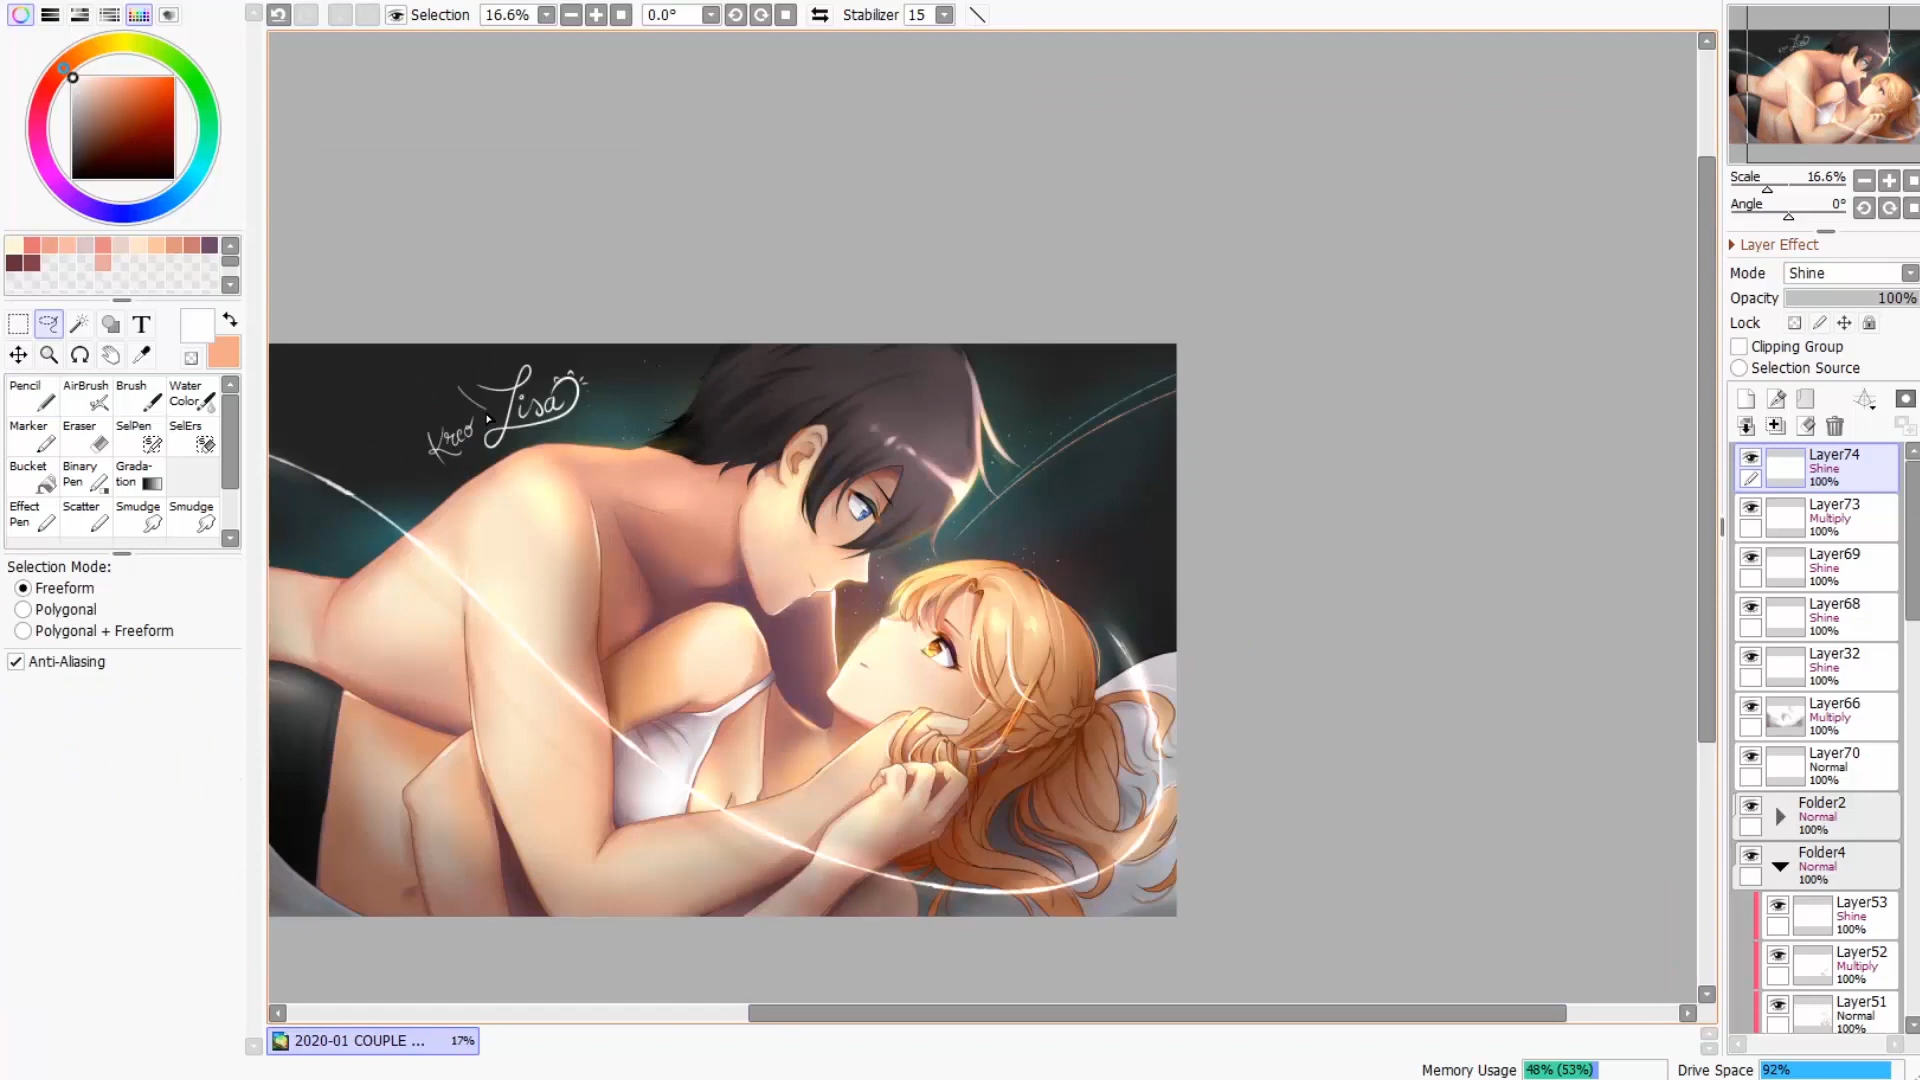 Selection 16.6% 0.0° Stabilizer 15
Scale 16.6%
Angle 0°
Layer Effect
Mode Shine
Opacity 100%
Lock
Clipping Group
Selection Source
T
Pencil AirBrush Brush Water Color
Marker Eraser SelPen SelErs
Bucket Binary Pen Grada-tion
Effect Pen Scatter Smudge Smudge
Selection Mode:
Freeform
Polygonal
Polygonal + Freeform
Anti-Aliasing
Kreo Lisa
Layer74
Shine
100%
Layer73
Multiply
100%
Layer69
Shine
100%
Layer68
Shine
100%
Layer32
Shine
100%
Layer66
Multiply
100%
Layer70
Normal
100%
Folder2
Normal
100%
Folder4
Normal
100%
Layer53
Shine
100%
Layer52
Multiply
100%
Layer51
Normal
100%
2020-01 COUPLE ... 17%
Memory Usage 48% (53%) Drive Space 92%